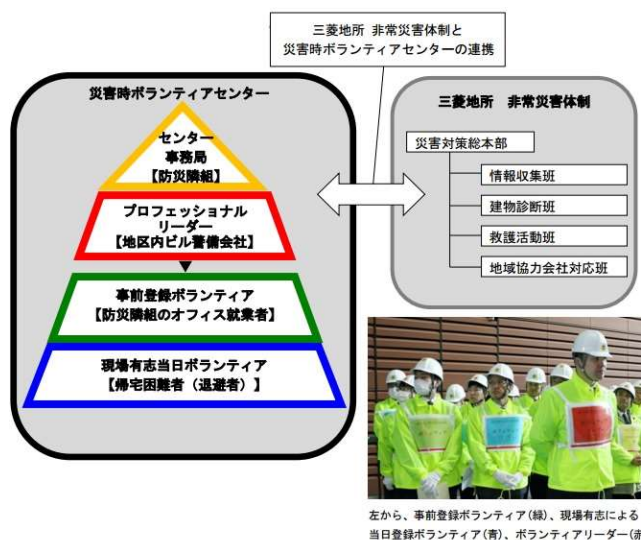 三菱地所 非常災害体制と
災害時ボランティアセンターの連携
災害時ボランティアセンター
センター
事務局
【防災隣組】
プロフェッショナル
リーダー
【地区内ビル警備会社】
事前登録ボランティア
【防災隣組のオフィス就業者】
現場有志当日ボランティア
【帰宅困難者（退避者）】
三菱地所 非常災害体制
災害対策総本部
情報収集班
建物診断班
救護活動班
地域協力会社対応班
左から、事前登録ボランティア(緑)、現場有志による
当日登録ボランティア(青)、ボランティアリーダー(赤